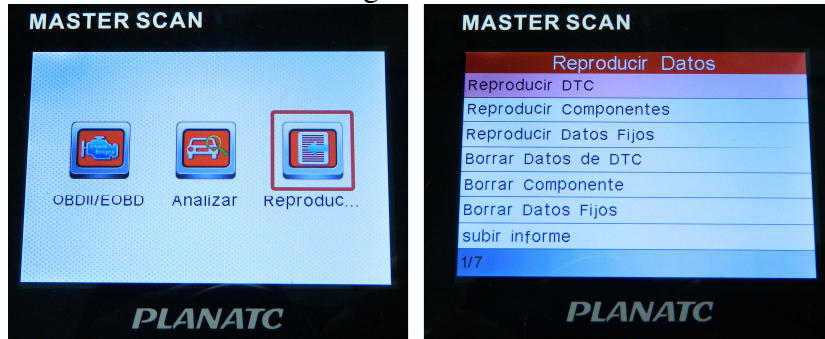 MASTER SCAN
OBDII/EOBD
Analizar
Reproduc...
PLANATC
MASTER SCAN
Reproducir Datos
Reproducir DTC
Reproducir Componentes
Reproducir Datos Fijos
Borrar Datos de DTC
Borrar Componente
Borrar Datos Fijos
subir informe
1/7
PLANATC